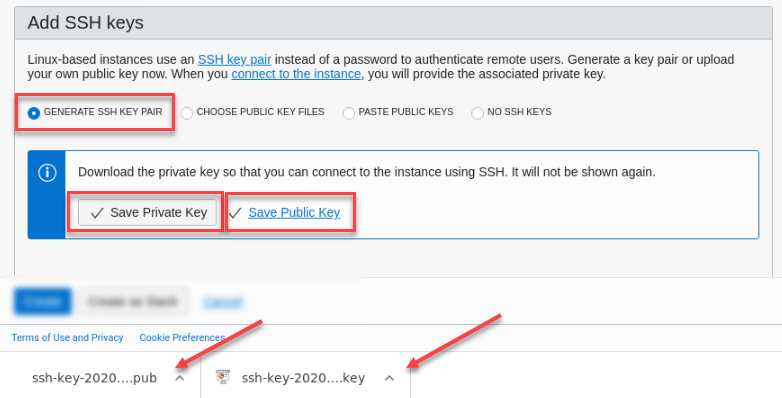 Add SSH keys
Linux-based instances use an SSH key pair instead of a password to authenticate remote users. Generate a key pair or upload
your own public key now. When you connect to the instance, you will provide the associated private key.
GENERATE SSH KEY PAIR CHOOSE PUBLIC KEY FILES PASTE PUBLIC KEYS NO SSH KEYS
Download the private key so that you can connect to the instance using SSH. It will not be shown again.
Save Private Key Save Public Key
Create Create as Stack Cancel
Terms of Use and Privacy Cookie Preferences
ssh-key-2020....pub ssh-key-2020....key